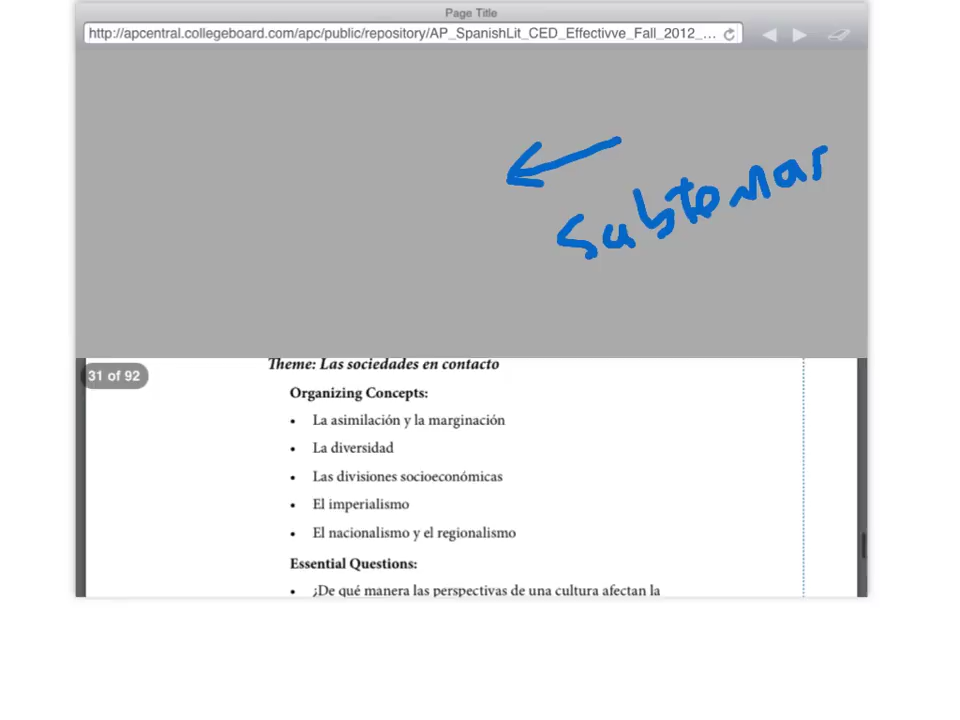 Page Title
http://apcentral.collegeboard.com/apc/public/repository/AP_SpanishLit_CED_Effectivve_Fall_2012_...
Subtemas
Theme: Las sociedades en contacto
31 of 92
Organizing Concepts:
• La asimilación y la marginación
• La diversidad
• Las divisiones socioeconómicas
• El imperialismo
• El nacionalismo y el regionalismo
Essential Questions:
• ¿De qué manera las perspectivas de una cultura afectan la